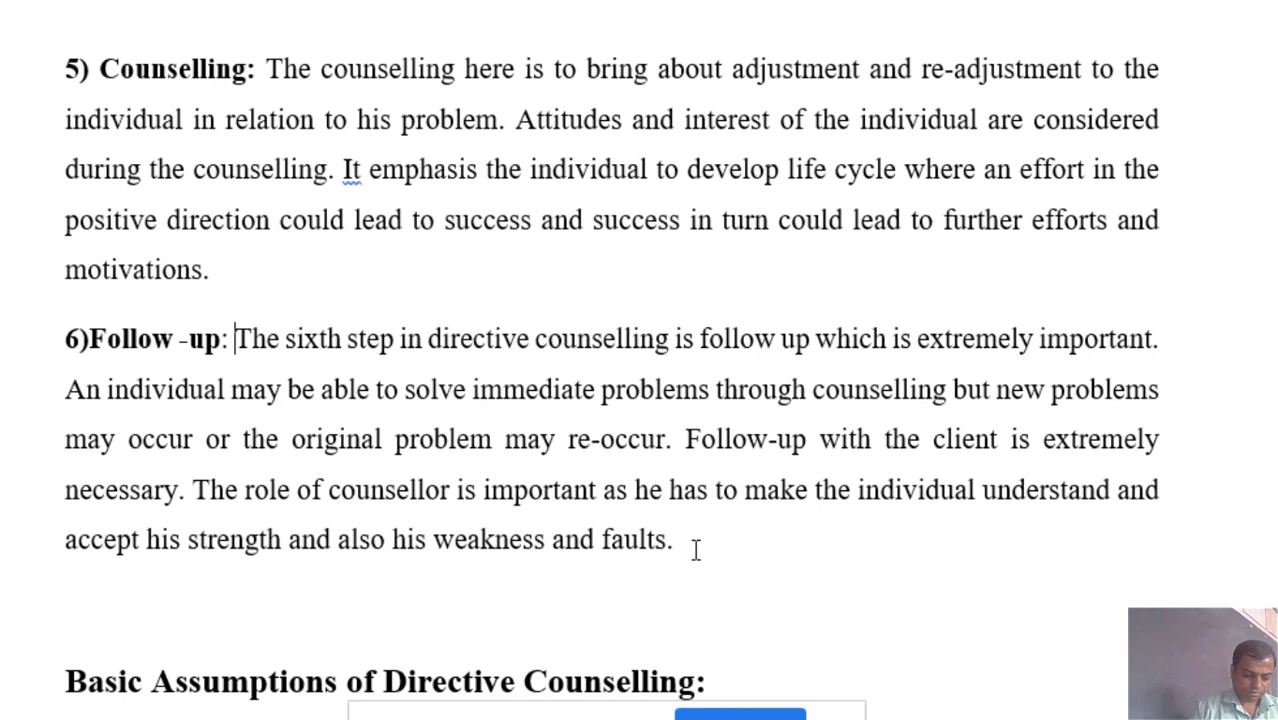 5) Counselling: The counselling here is to bring about adjustment and re-adjustment to the
individual in relation to his problem. Attitudes and interest of the individual are considered
during the counselling. It emphasis the individual to develop life cycle where an effort in the
positive direction could lead to success and success in turn could lead to further efforts and
motivations.
6)Follow -up: The sixth step in directive counselling is follow up which is extremely important.
An individual may be able to solve immediate problems through counselling but new problems
may occur or the original problem may re-occur. Follow-up with the client is extremely
necessary. The role of counsellor is important as he has to make the individual understand and
accept his strength and also his weakness and faults.
Basic Assumptions of Directive Counselling: